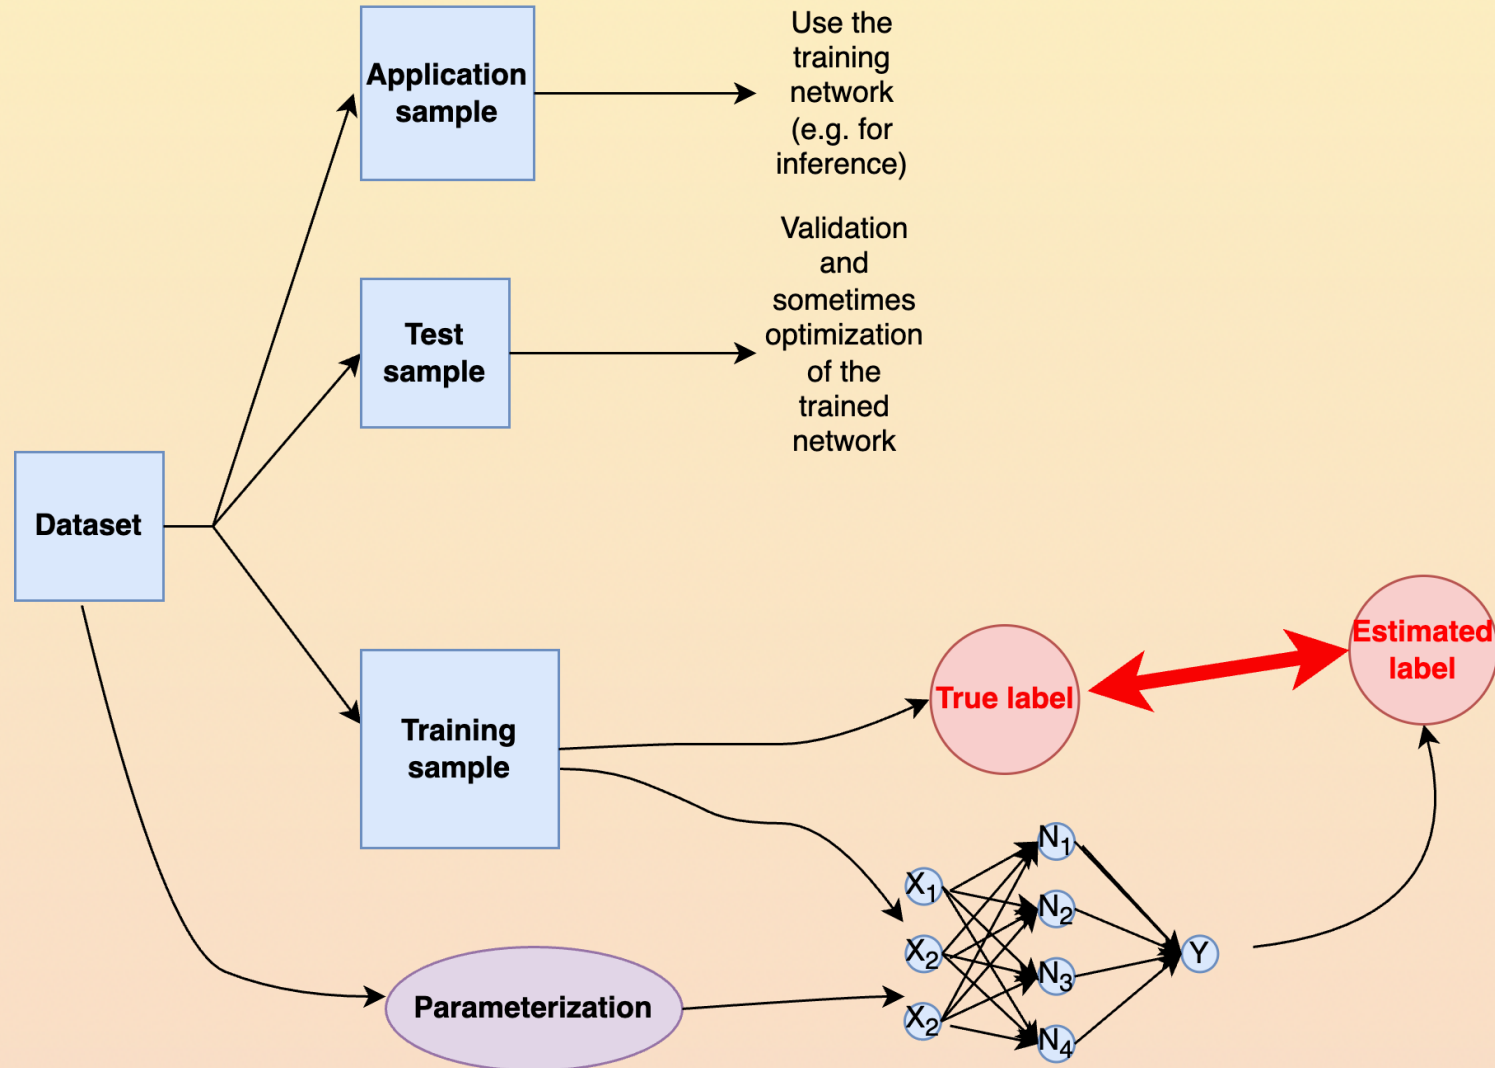 Application
sample
Use the
training
network
(e.g. for
inference)
Test
sample
Validation
and
sometimes
optimization
of the
trained
network
Dataset
Training
sample
True label
Estimated
label
Parameterization
X1
X2
X2
N1
N2
N3
N4
Y